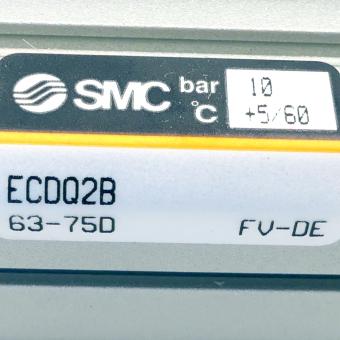 SMC bar 10
°C +5/60
ECDQ2B
63-75D FV-DE